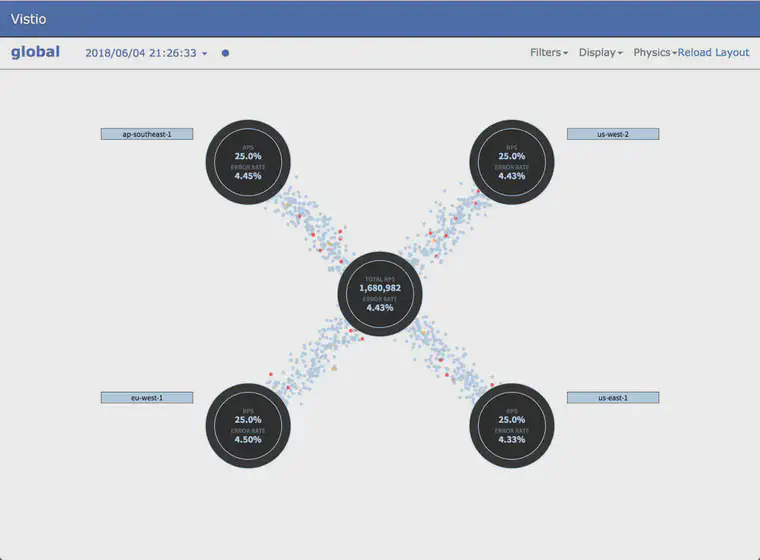 Vistio
global 2018/06/04 21:26:33 Filters Display Physics Reload Layout
ap-southeast-1
RPS
25.0%
ERROR RATE
4.45%
us-west-2
RPS
25.0%
ERROR RATE
4.43%
TOTAL RPS
1,680,982
ERROR RATE
4.43%
eu-west-1
RPS
25.0%
ERROR RATE
4.50%
us-east-1
RPS
25.0%
ERROR RATE
4.33%